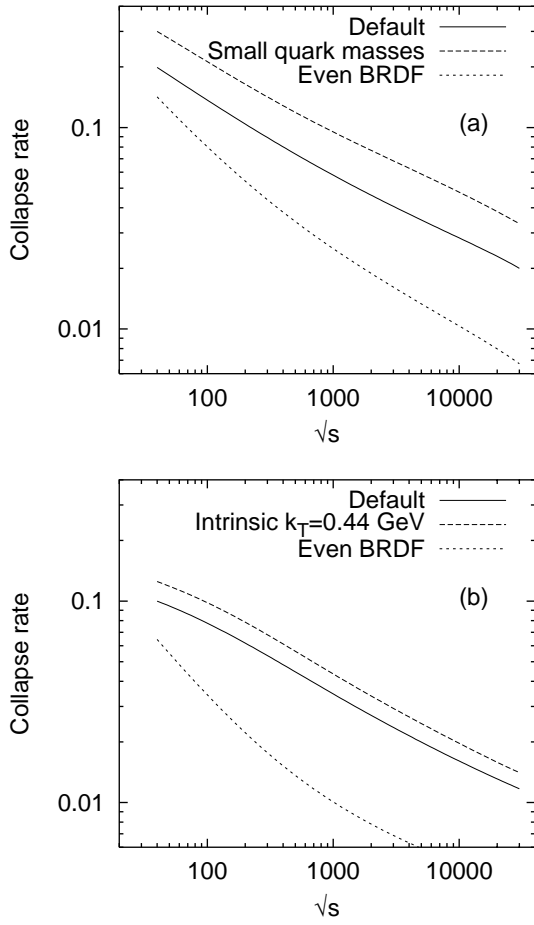 Default
Small quark masses
Even BRDF
(a)
0.1
0.01
Collapse rate
100 1000 10000
√s
Default
Intrinsic k_T=0.44 GeV
Even BRDF
(b)
0.1
0.01
Collapse rate
100 1000 10000
√s